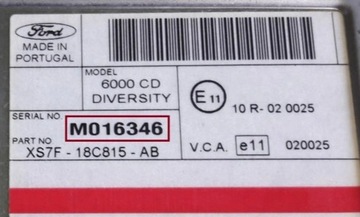 Ford
MADE IN
PORTUGAL
MODEL
6000 CD
DIVERSITY
E 11
10 R- 02 0025
SERIAL NO
M016346
PART NO
XS7F - 18C815 - AB
V.C.A. e11 020025